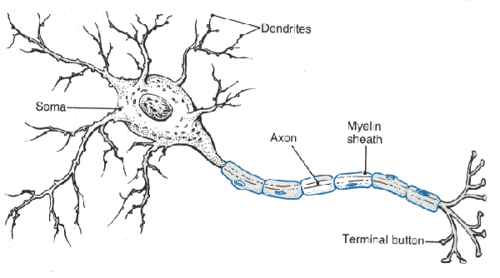 Dendrites
Soma
Axon
Myelin
sheath
Terminal button